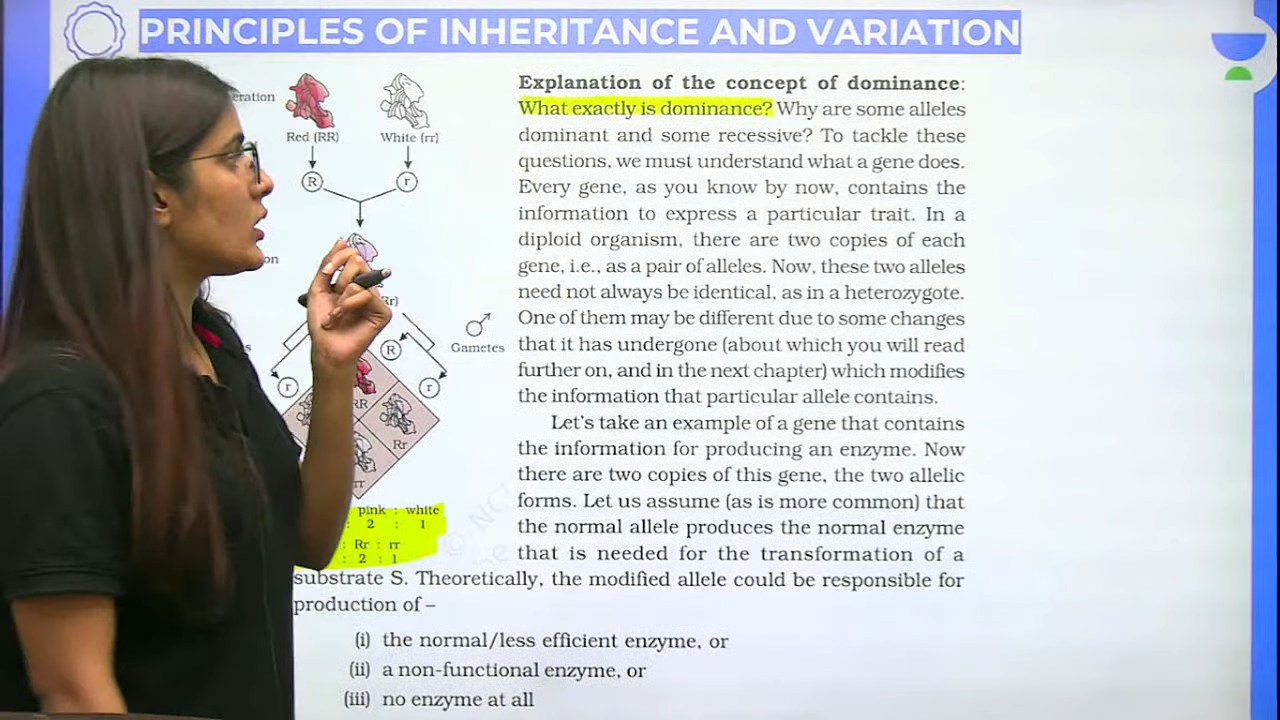 PRINCIPLES OF INHERITANCE AND VARIATION
eration
Red (RR)
White (rr)
R
r
on
Rr)
s
R
Gametes
r
r
RR
Rr
rr
pink : white
: 2 : 1
: Rr : rr
: 2 : 1
Explanation of the concept of dominance:
What exactly is dominance? Why are some alleles
dominant and some recessive? To tackle these
questions, we must understand what a gene does.
Every gene, as you know by now, contains the
information to express a particular trait. In a
diploid organism, there are two copies of each
gene, i.e., as a pair of alleles. Now, these two alleles
need not always be identical, as in a heterozygote.
One of them may be different due to some changes
that it has undergone (about which you will read
further on, and in the next chapter) which modifies
the information that particular allele contains.
Let's take an example of a gene that contains
the information for producing an enzyme. Now
there are two copies of this gene, the two allelic
forms. Let us assume (as is more common) that
the normal allele produces the normal enzyme
that is needed for the transformation of a
substrate S. Theoretically, the modified allele could be responsible for
production of –
(i) the normal/less efficient enzyme, or
(ii) a non-functional enzyme, or
(iii) no enzyme at all